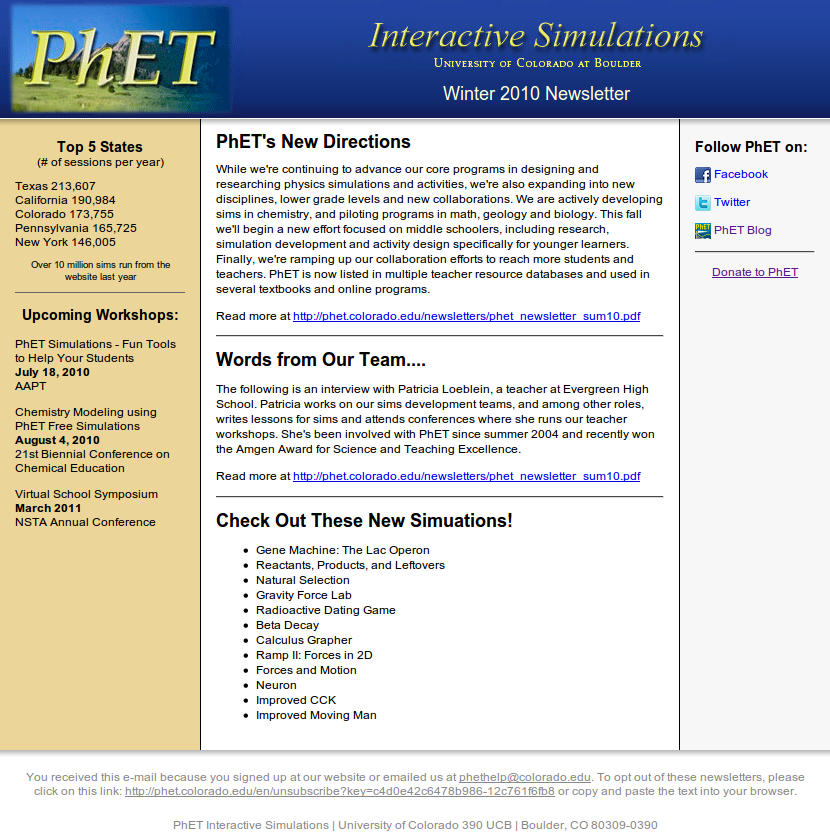 PhET
Interactive Simulations
University of Colorado at Boulder
Winter 2010 Newsletter
Top 5 States
(# of sessions per year)
Texas 213,607
California 190,984
Colorado 173,755
Pennsylvania 165,725
New York 146,005
Over 10 million sims run from the
website last year
Upcoming Workshops:
PhET Simulations - Fun Tools
to Help Your Students
July 18, 2010
AAPT
Chemistry Modeling using
PhET Free Simulations
August 4, 2010
21st Biennial Conference on
Chemical Education
Virtual School Symposium
March 2011
NSTA Annual Conference
PhET's New Directions
While we're continuing to advance our core programs in designing and
researching physics simulations and activities, we're also expanding into new
disciplines, lower grade levels and new collaborations. We are actively developing
sims in chemistry, and piloting programs in math, geology and biology. This fall
we'll begin a new effort focused on middle schoolers, including research,
simulation development and activity design specifically for younger learners.
Finally, we're ramping up our collaboration efforts to reach more students and
teachers. PhET is now listed in multiple teacher resource databases and used in
several textbooks and online programs.
Read more at http://phet.colorado.edu/newsletters/phet_newsletter_sum10.pdf
Words from Our Team....
The following is an interview with Patricia Loeblein, a teacher at Evergreen High
School. Patricia works on our sims development teams, and among other roles,
writes lessons for sims and attends conferences where she runs our teacher
workshops. She's been involved with PhET since summer 2004 and recently won
the Amgen Award for Science and Teaching Excellence.
Read more at http://phet.colorado.edu/newsletters/phet_newsletter_sum10.pdf
Check Out These New Simuations!
• Gene Machine: The Lac Operon
• Reactants, Products, and Leftovers
• Natural Selection
• Gravity Force Lab
• Radioactive Dating Game
• Beta Decay
• Calculus Grapher
• Ramp II: Forces in 2D
• Forces and Motion
• Neuron
• Improved CCK
• Improved Moving Man
Follow PhET on:
Facebook
Twitter
PhET Blog
Donate to PhET
You received this e-mail because you signed up at our website or emailed us at phethelp@colorado.edu. To opt out of these newsletters, please
click on this link: http://phet.colorado.edu/en/unsubscribe?key=c4d0e42c6478b986-12c761f6fb8 or copy and paste the text into your browser.
PhET Interactive Simulations | University of Colorado 390 UCB | Boulder, CO 80309-0390